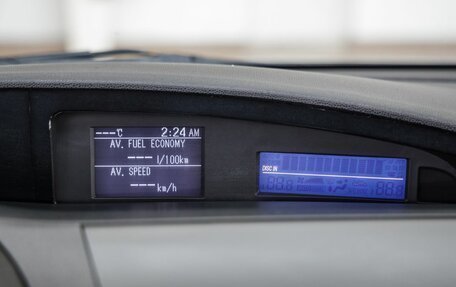 ---°C 2:24 AM
AV. FUEL ECONOMY
--- l/100km
AV. SPEED
--- km/h
DISC IN